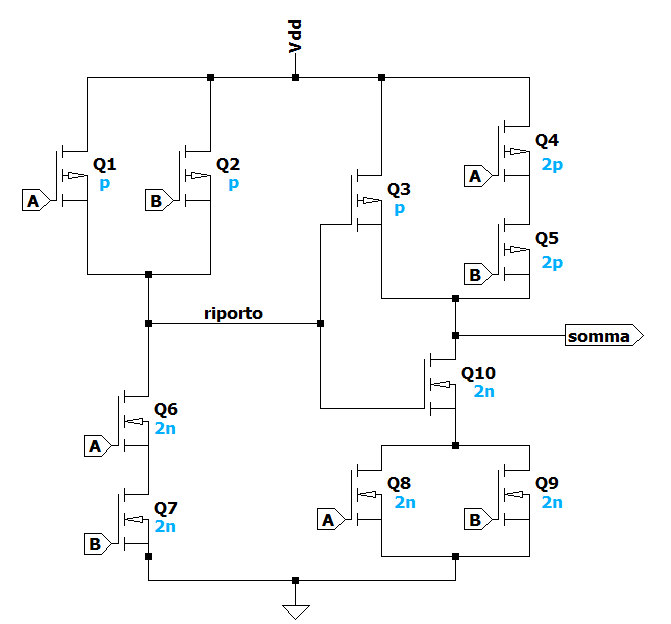 Vdd
Q1
p
A
Q2
p
B
Q3
p
Q4
2p
A
Q5
2p
B
riporto
somma
Q10
2n
Q6
2n
A
Q7
2n
B
Q8
2n
A
Q9
2n
B